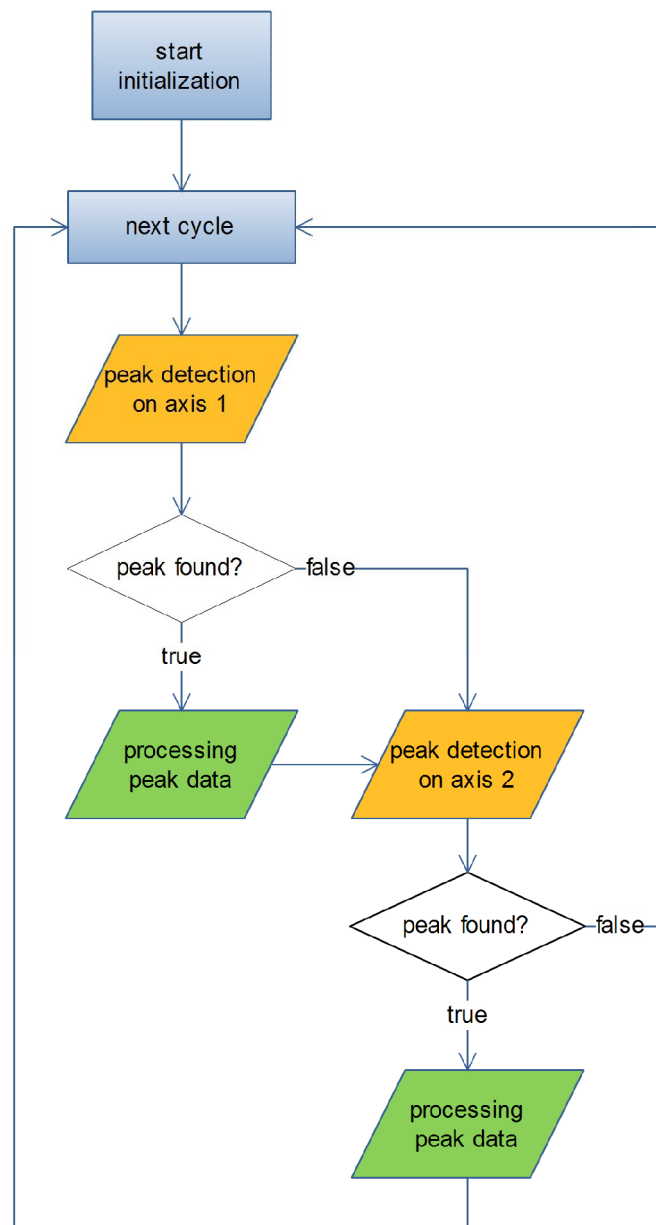 start
initialization
next cycle
peak detection
on axis 1
peak found?
false
true
processing
peak data
peak detection
on axis 2
peak found?
false
true
processing
peak data